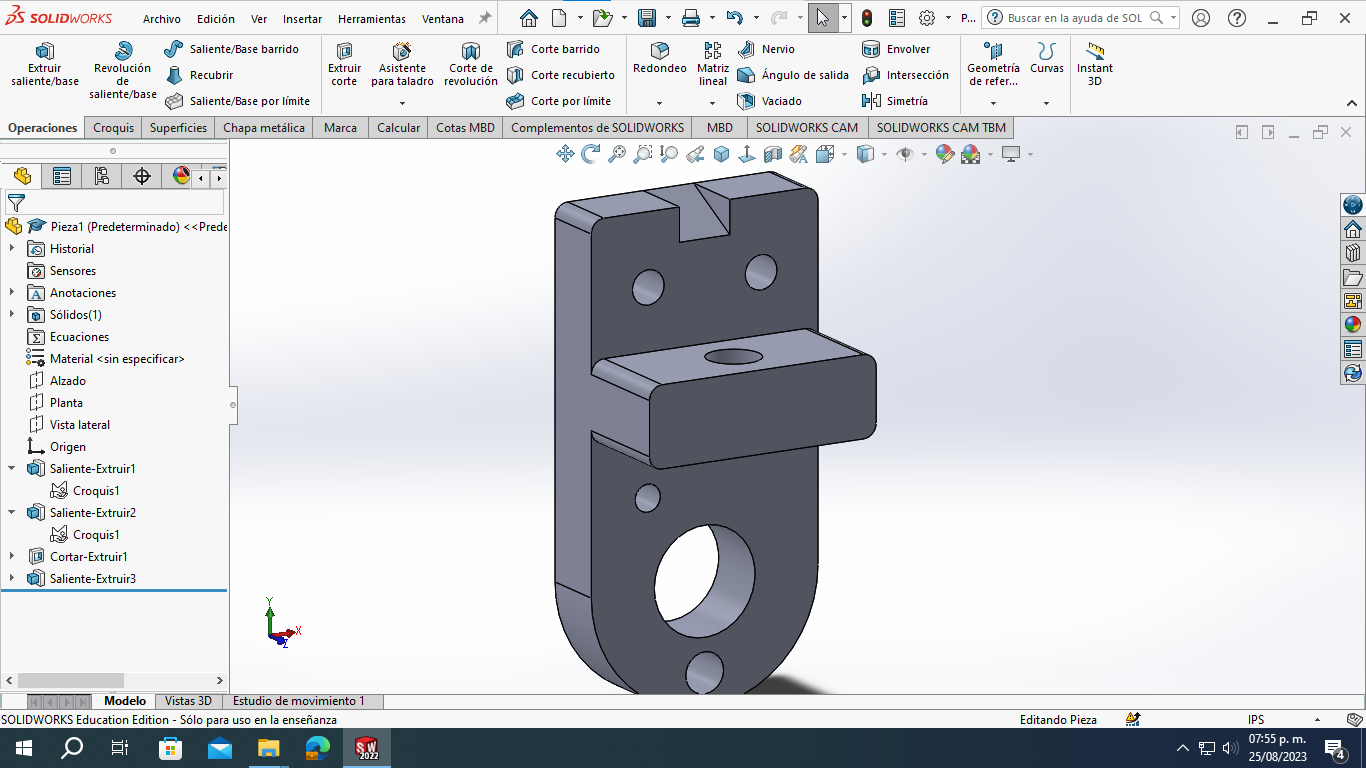 SOLIDWORKS Archivo Edición Ver Insertar Herramientas Ventana P... Buscar en la ayuda de SOL
Extruir saliente/base
Revolución de saliente/base
Saliente/Base barrido
Recubrir
Saliente/Base por límite
Extruir corte
Asistente para taladro
Corte de revolución
Corte barrido
Corte recubierto
Corte por límite
Redondeo
Matriz lineal
Nervio
Ángulo de salida
Vaciado
Envolver
Intersección
Simetría
Geometría de refer...
Curvas
Instant 3D
Operaciones Croquis Superficies Chapa metálica Marca Calcular Cotas MBD Complementos de SOLIDWORKS MBD SOLIDWORKS CAM SOLIDWORKS CAM TBM
Pieza1 (Predeterminado) <<Prede
Historial
Sensores
Anotaciones
Sólidos(1)
Ecuaciones
Material <sin especificar>
Alzado
Planta
Vista lateral
Origen
Saliente-Extruir1
Croquis1
Saliente-Extruir2
Croquis1
Cortar-Extruir1
Saliente-Extruir3
Y
X
Z
Modelo Vistas 3D Estudio de movimiento 1
SOLIDWORKS Education Edition - Sólo para uso en la enseñanza Editando Pieza IPS
SW 2022
07:55 p. m.
25/08/2023
4